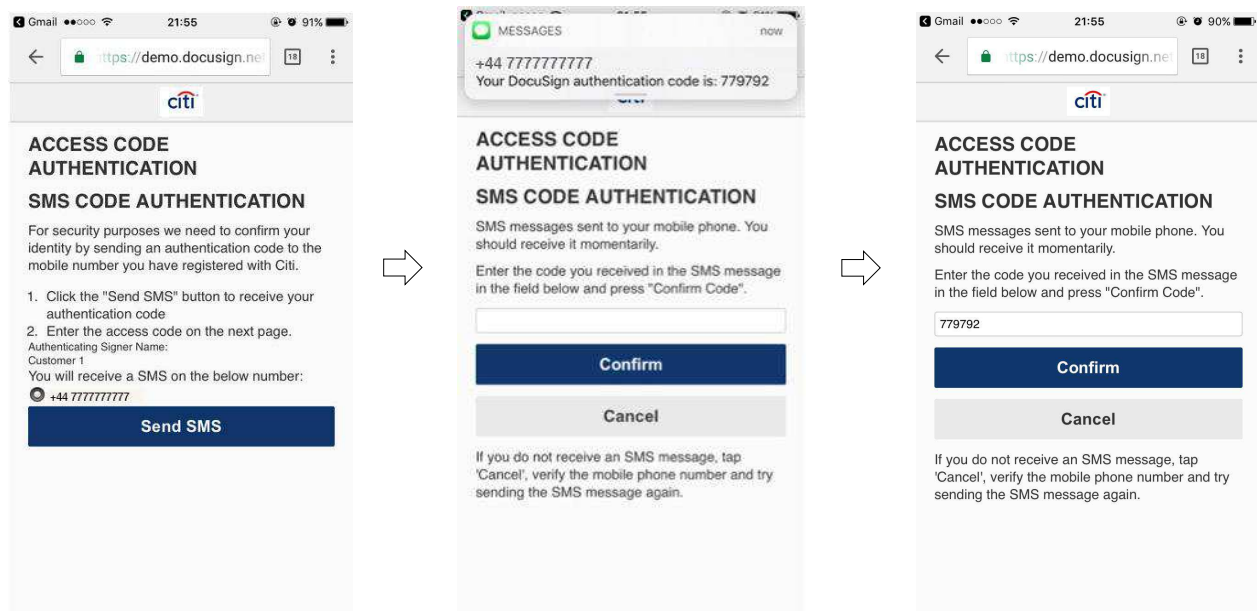 Gmail
21:55
91%
https://demo.docusign.net
18
citi
ACCESS CODE
AUTHENTICATION
SMS CODE AUTHENTICATION
For security purposes we need to confirm your
identity by sending an authentication code to the
mobile number you have registered with Citi.
1. Click the "Send SMS" button to receive your
authentication code
2. Enter the access code on the next page.
Authenticating Signer Name:
Customer 1
You will receive a SMS on the below number:
+44 7777777777
Send SMS
MESSAGES
now
+44 7777777777
Your DocuSign authentication code is: 779792
ACCESS CODE
AUTHENTICATION
SMS CODE AUTHENTICATION
SMS messages sent to your mobile phone. You
should receive it momentarily.
Enter the code you received in the SMS message
in the field below and press "Confirm Code".
Confirm
Cancel
If you do not receive an SMS message, tap
'Cancel', verify the mobile phone number and try
sending the SMS message again.
Gmail
21:55
90%
https://demo.docusign.net
18
citi
ACCESS CODE
AUTHENTICATION
SMS CODE AUTHENTICATION
SMS messages sent to your mobile phone. You
should receive it momentarily.
Enter the code you received in the SMS message
in the field below and press "Confirm Code".
779792
Confirm
Cancel
If you do not receive an SMS message, tap
'Cancel', verify the mobile phone number and try
sending the SMS message again.